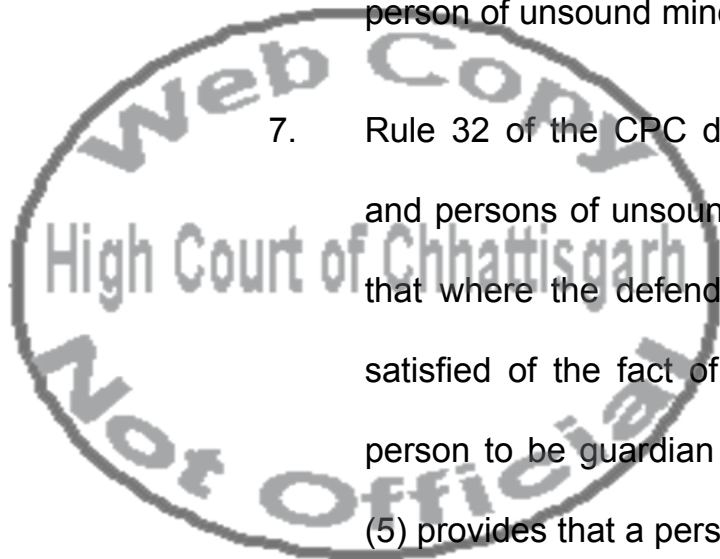 person of unsound mind
Web Copy
7. Rule 32 of the CPC d
and persons of unsoun
High Court of Chhattisgarh
that where the defend
satisfied of the fact of
person to be guardian
Not Official
(5) provides that a pers